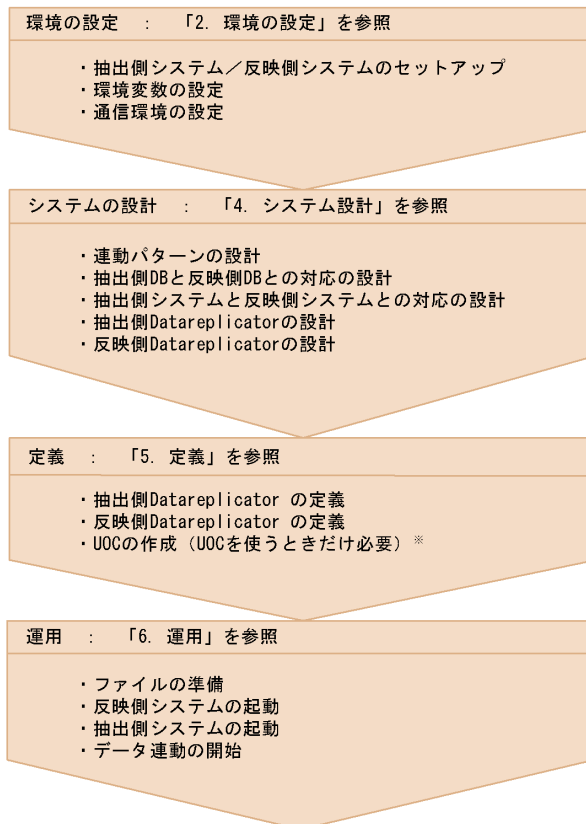 環境の設定 ： 「2. 環境の設定」を参照
・抽出側システム／反映側システムのセットアップ
・環境変数の設定
・通信環境の設定
システムの設計 ： 「4. システム設計」を参照
・連動パターンの設計
・抽出側DBと反映側DBとの対応の設計
・抽出側システムと反映側システムとの対応の設計
・抽出側Datareplicatorの設計
・反映側Datareplicatorの設計
定義 ： 「5. 定義」を参照
・抽出側Datareplicator の定義
・反映側Datareplicator の定義
・UOCの作成（UOCを使うときだけ必要）※
運用 ： 「6. 運用」を参照
・ファイルの準備
・反映側システムの起動
・抽出側システムの起動
・データ連動の開始